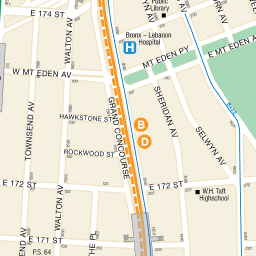 E 174 ST
Public
Library
WALTON AV
Bronx – Lebanon
Hospital
H
MT EDEN PY
MT EDEN AV
W MT EDEN AV
GRAND CONCOURSE
SHERIDAN AV
SELWYN AV
TOWNSEND AV
HAWKSTONE ST
B
D
ROCKWOOD ST
E 172 ST
E 172 ST
W.H. Taft
Highschool
WALTON AV
THE PL
E 171 ST
E 171 ST
P.S. 64